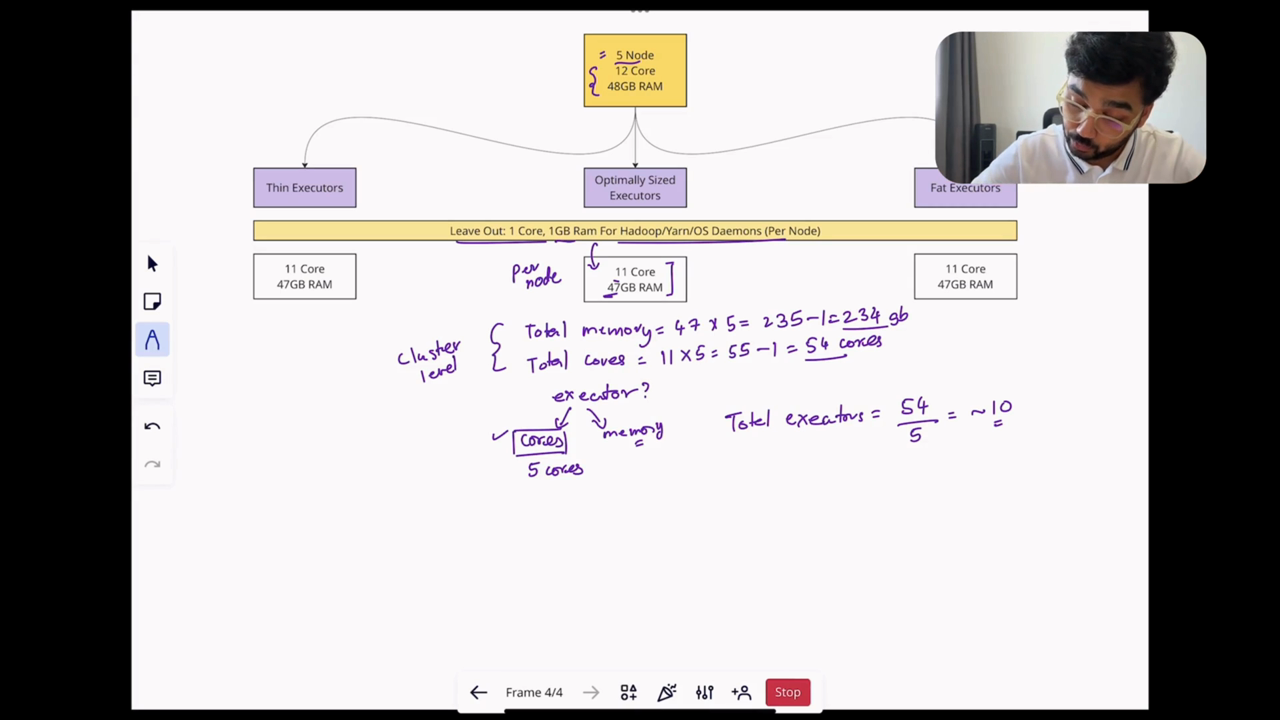 = 5 Node
{ 12 Core
48GB RAM
Thin Executors
Optimally Sized
Executors
Fat Executors
Leave Out: 1 Core, 1GB Ram For Hadoop/Yarn/OS Daemons (Per Node)
11 Core
47GB RAM
per
node
11 Core
47GB RAM
11 Core
47GB RAM
Cluster
level
Total memory = 47 x 5 = 235-1 = 234 gb
Total cores = 11 x 5 = 55-1 = 54 cores
executor?
cores
memory
5 cores
Total executors = 54/5 = ~10
Frame 4/4
Stop